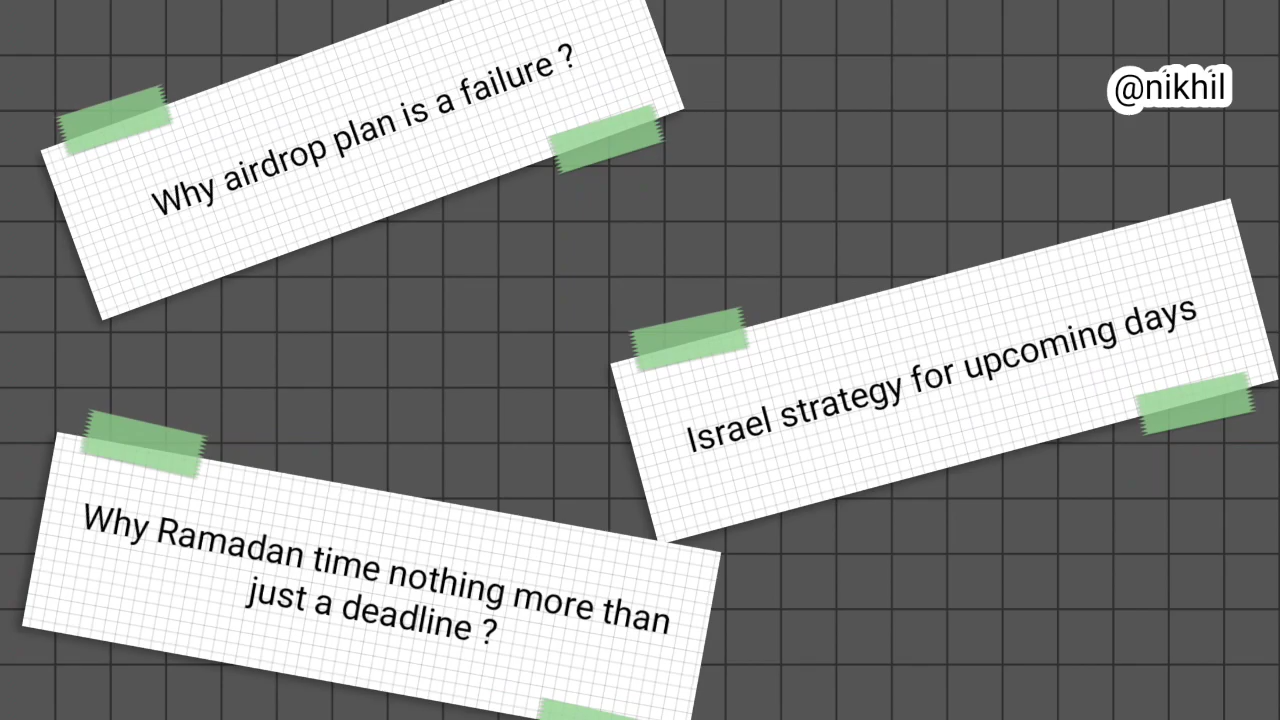 Why airdrop plan is a failure ?
@nikhil
Israel strategy for upcoming days
Why Ramadan time nothing more than
just a deadline ?